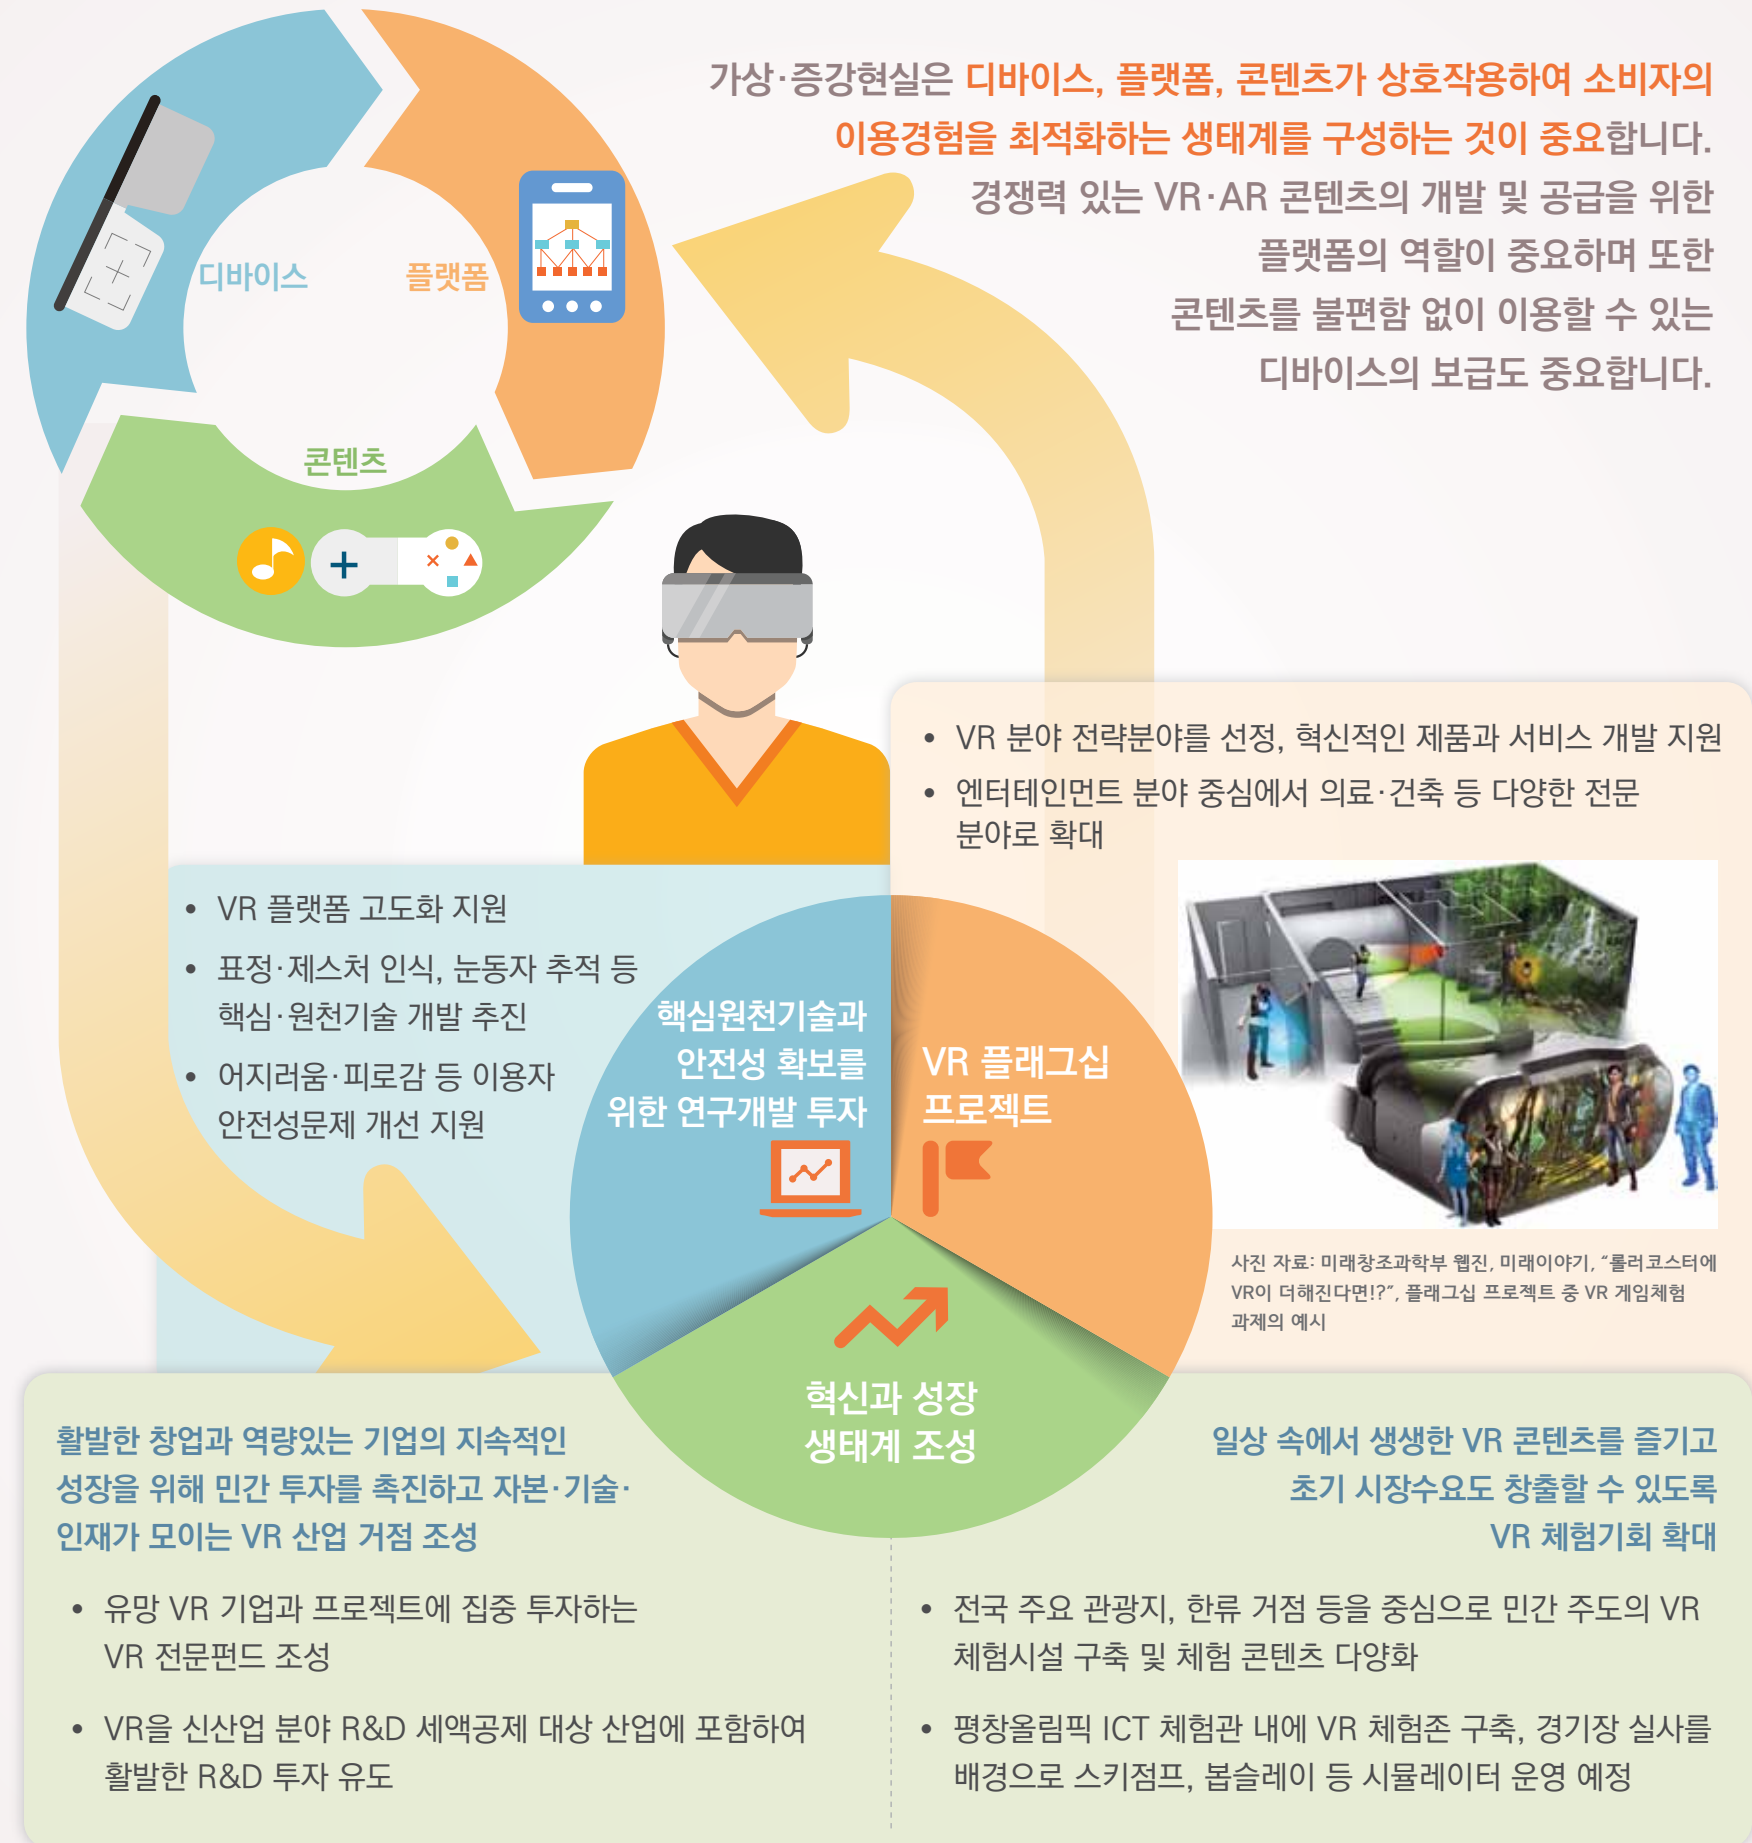 가상·증강현실은 디바이스, 플랫폼, 콘텐츠가 상호작용하여 소비자의
이용경험을 최적화하는 생태계를 구성하는 것이 중요합니다.
경쟁력 있는 VR·AR 콘텐츠의 개발 및 공급을 위한
플랫폼의 역할이 중요하며 또한
콘텐츠를 불편함 없이 이용할 수 있는
디바이스의 보급도 중요합니다.
디바이스
플랫폼
콘텐츠
• VR 분야 전략분야를 선정, 혁신적인 제품과 서비스 개발 지원
• 엔터테인먼트 분야 중심에서 의료·건축 등 다양한 전문
분야로 확대
• VR 플랫폼 고도화 지원
• 표정·제스처 인식, 눈동자 추적 등
핵심·원천기술 개발 추진
• 어지러움·피로감 등 이용자
안전성문제 개선 지원
핵심원천기술과
안전성 확보를
위한 연구개발 투자
VR 플래그십
프로젝트
사진 자료: 미래창조과학부 웹진, 미래이야기, “롤러코스터에
VR이 더해진다면!?”, 플래그십 프로젝트 중 VR 게임체험
과제의 예시
혁신과 성장
생태계 조성
활발한 창업과 역량있는 기업의 지속적인
성장을 위해 민간 투자를 촉진하고 자본·기술·
인재가 모이는 VR 산업 거점 조성
• 유망 VR 기업과 프로젝트에 집중 투자하는
VR 전문펀드 조성
• VR을 신산업 분야 R&D 세액공제 대상 산업에 포함하여
활발한 R&D 투자 유도
일상 속에서 생생한 VR 콘텐츠를 즐기고
초기 시장수요도 창출할 수 있도록
VR 체험기회 확대
• 전국 주요 관광지, 한류 거점 등을 중심으로 민간 주도의 VR
체험시설 구축 및 체험 콘텐츠 다양화
• 평창올림픽 ICT 체험관 내에 VR 체험존 구축, 경기장 실사를
배경으로 스키점프, 봅슬레이 등 시뮬레이터 운영 예정